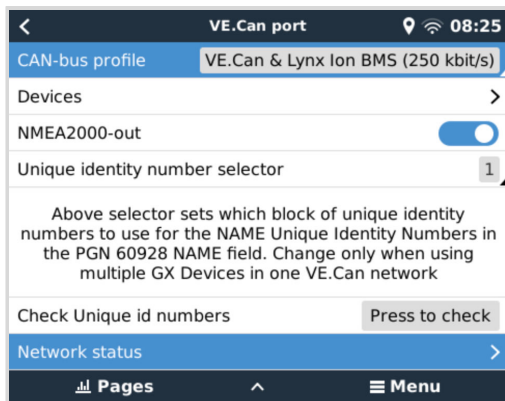 VE.Can port 08:25
CAN-bus profile VE.Can & Lynx Ion BMS (250 kbit/s)
Devices
NMEA2000-out
Unique identity number selector 1
Above selector sets which block of unique identity
numbers to use for the NAME Unique Identity Numbers in
the PGN 60928 NAME field. Change only when using
multiple GX Devices in one VE.Can network
Check Unique id numbers Press to check
Network status
Pages Menu